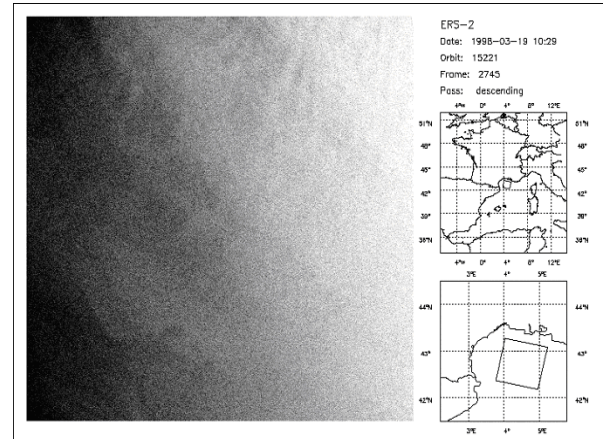 ERS-2
Date: 1998-03-19 10:29
Orbit: 15221
Frame: 2745
Pass: descending
4°W 0° 4°E 8°E 12°E
51°N 51°N
48°N 48°N
45°N 45°N
42°N 42°N
39°N 39°N
36°N 36°N
4°W 0° 4°E 8°E 12°E
3°E 4° 5°E
44°N 44°N
43°N 43°N
42°N 42°N
3°E 4° 5°E